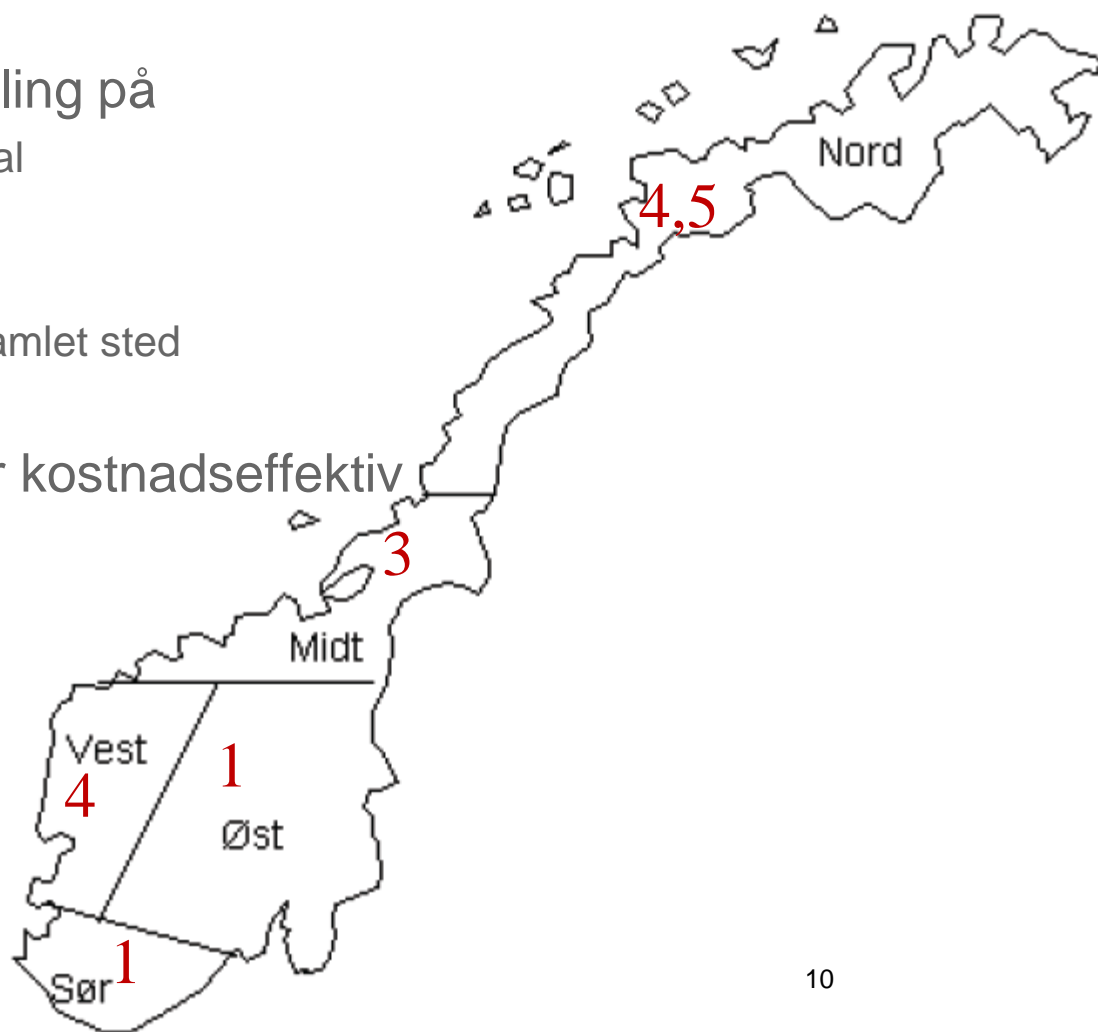 ling på
al
Nord
4,5
amlet sted
r kostnadseffektiv
3
Midt
Vest
1
4
Øst
1
Sør
10